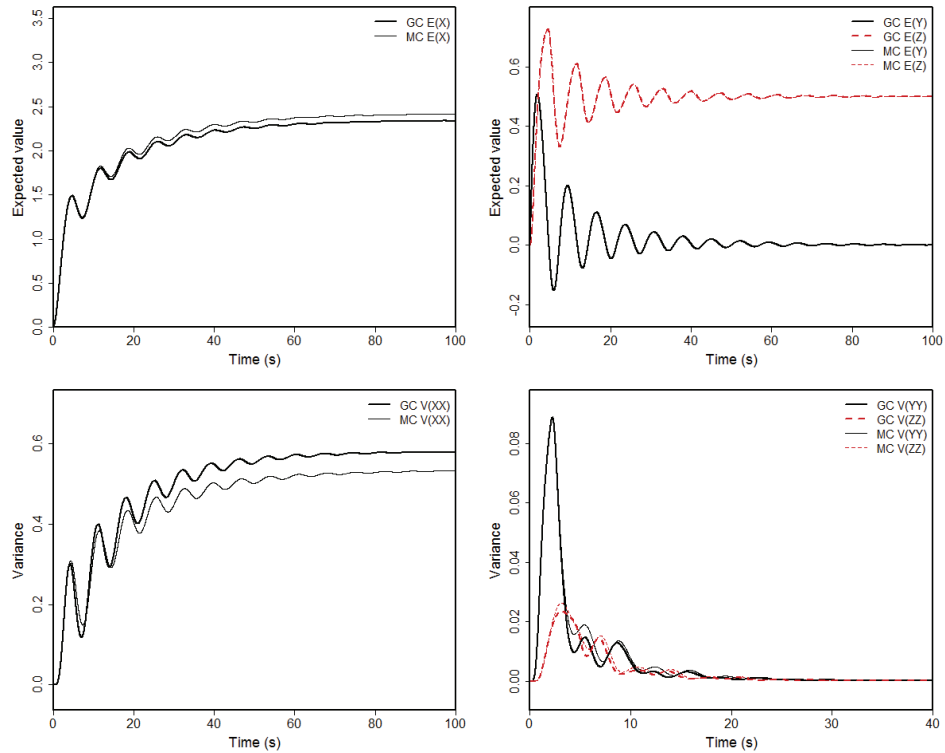 GC E(X)
MC E(X)
Expected value
0.0
0.5
1.0
1.5
2.0
2.5
3.0
3.5
0
20
40
60
80
100
Time (s)
GC E(Y)
GC E(Z)
MC E(Y)
MC E(Z)
Expected value
-0.2
0.0
0.2
0.4
0.6
0
20
40
60
80
100
Time (s)
GC V(XX)
MC V(XX)
Variance
0.0
0.2
0.4
0.6
0
20
40
60
80
100
Time (s)
GC V(YY)
GC V(ZZ)
MC V(YY)
MC V(ZZ)
Variance
0.00
0.02
0.04
0.06
0.08
0
10
20
30
40
Time (s)